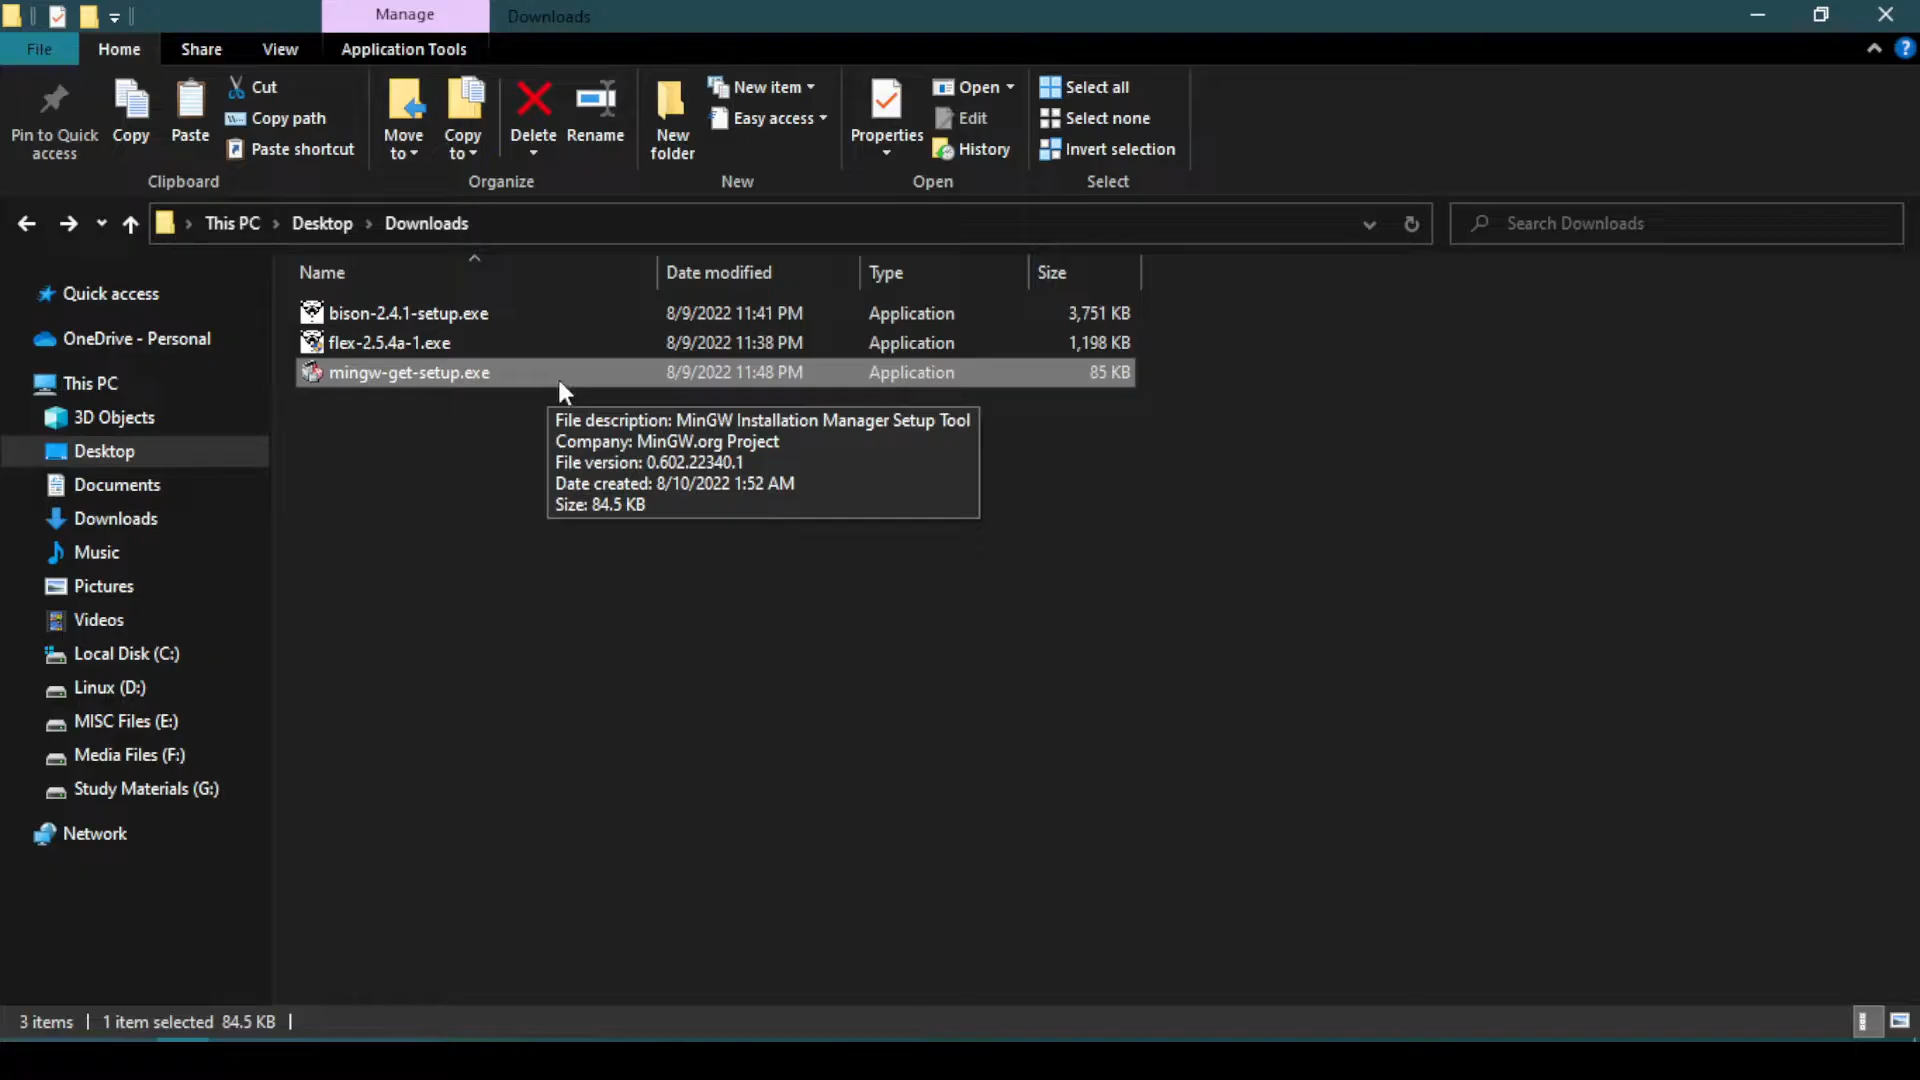 Manage
Downloads
File
Home
Share
View
Application Tools
Pin to Quick access
Copy
Paste
Cut
Copy path
Paste shortcut
Clipboard
Move to
Copy to
Delete
Rename
Organize
New folder
New item
Easy access
New
Properties
Open
Edit
History
Open
Select all
Select none
Invert selection
Select
This PC
Desktop
Downloads
Search Downloads
Name
Date modified
Type
Size
bison-2.4.1-setup.exe 8/9/2022 11:41 PM Application 3,751 KB
flex-2.5.4a-1.exe 8/9/2022 11:38 PM Application 1,198 KB
mingw-get-setup.exe 8/9/2022 11:48 PM Application 85 KB
File description: MinGW Installation Manager Setup Tool
Company: MinGW.org Project
File version: 0.602.22340.1
Date created: 8/10/2022 1:52 AM
Size: 84.5 KB
Quick access
OneDrive - Personal
This PC
3D Objects
Desktop
Documents
Downloads
Music
Pictures
Videos
Local Disk (C:)
Linux (D:)
MISC Files (E:)
Media Files (F:)
Study Materials (G:)
Network
3 items
1 item selected 84.5 KB